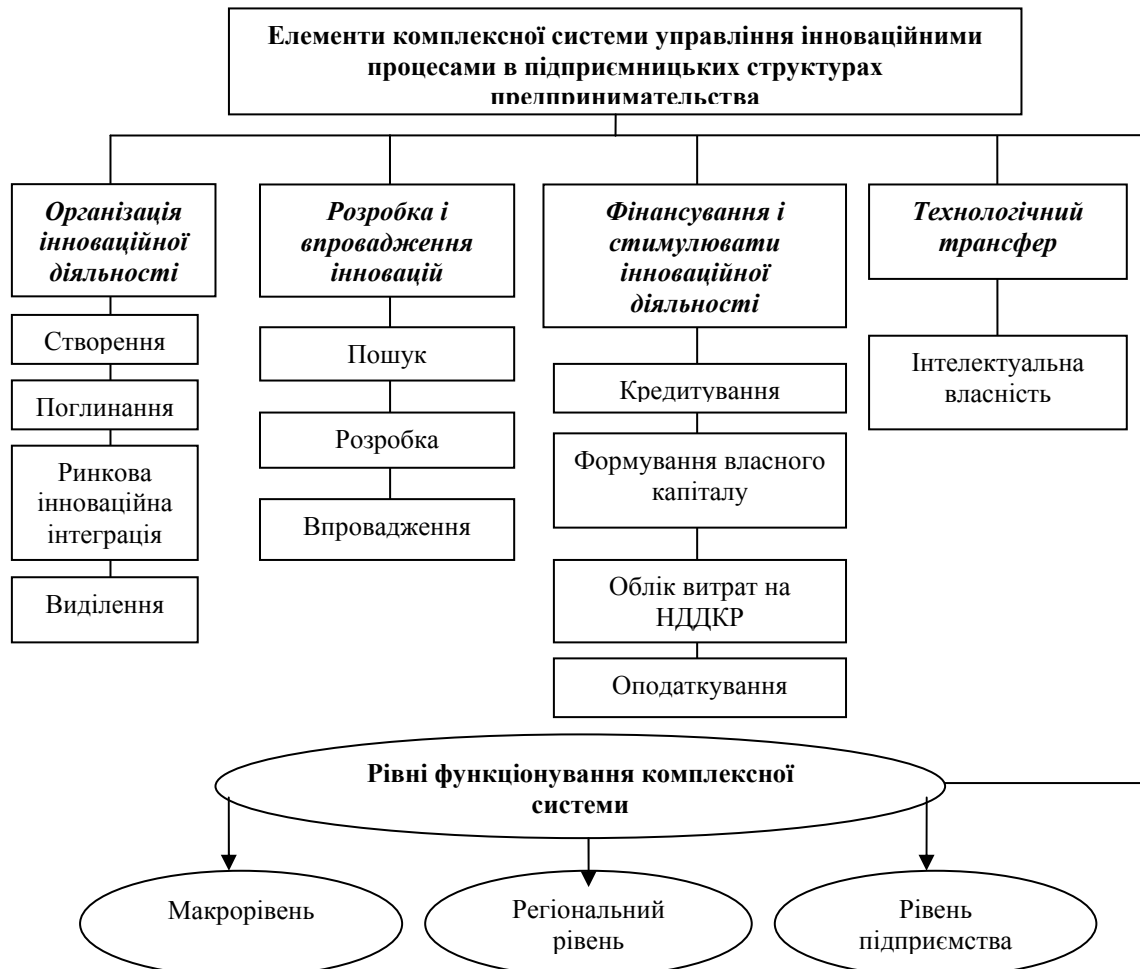 Елементи комплексної системи управління інноваційними
процесами в підприємницьких структурах
предпринимательства
Організація
інноваційної
діяльності
Створення
Поглинання
Ринкова
інноваційна
інтеграція
Виділення
Розробка і
впровадження
інновацій
Пошук
Розробка
Впровадження
Фінансування і
стимулювати
інноваційної
діяльності
Кредитування
Формування власного
капіталу
Облік витрат на
НДДКР
Оподаткування
Технологічний
трансфер
Інтелектуальна
власність
Рівні функціонування комплексної
системи
Макрорівень
Регіональний
рівень
Рівень
підприємства